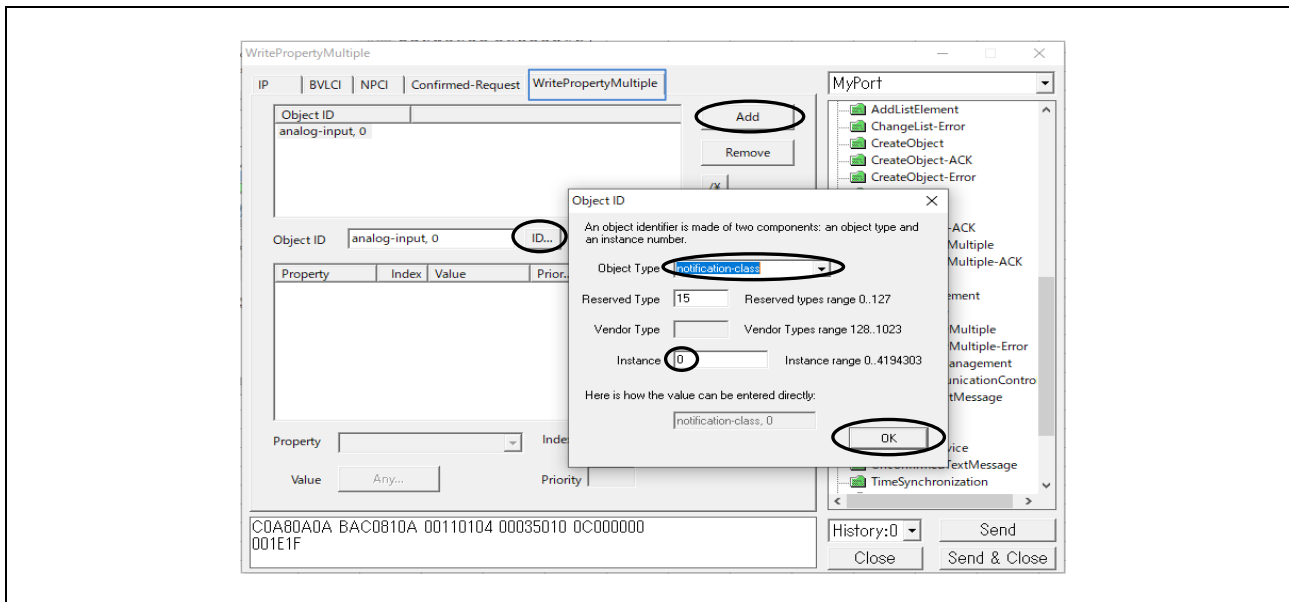 WritePropertyMultiple
IP BVLCI NPCI Confirmed-Request WritePropertyMultiple
MyPort
Object ID
analog-input, 0
Add
Remove
AddListElement
ChangeList-Error
CreateObject
CreateObject-ACK
CreateObject-Error
Object ID analog-input, 0 ID...
Property Index Value Prior..
Object ID
An object identifier is made of two components: an object type and
an instance number.
Object Type notification-class
Reserved Type 15 Reserved types range 0..127
Vendor Type Vendor Types range 128..1023
Instance 0 Instance range 0..4194303
Here is how the value can be entered directly:
notification-class, 0
OK
-ACK
Multiple
Multiple-ACK
ement
Multiple
Multiple-Error
anagement
unicationContro
tMessage
vice
UnconfirmedTextMessage
TimeSynchronization
Property Inde
Value Any... Priority
C0A80A0A BAC0810A 00110104 00035010 0C000000
001E1F
History:0 Send
Close Send & Close